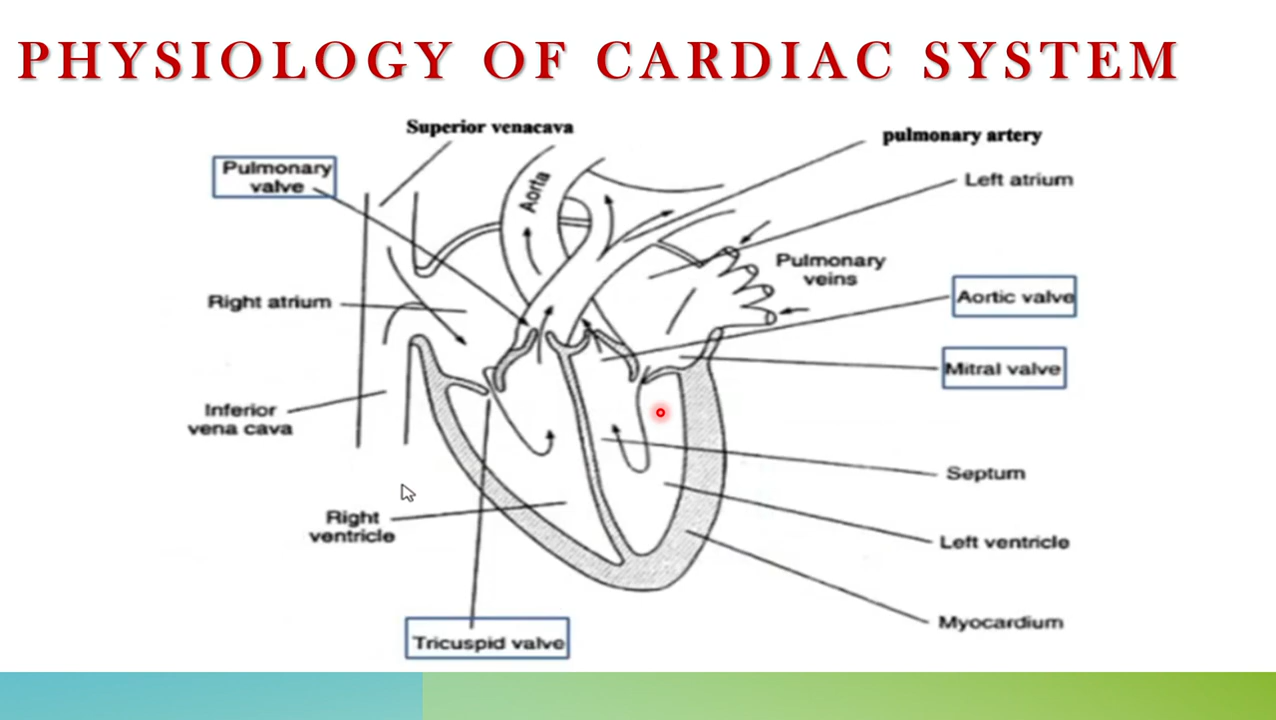 PHYSIOLOGY OF CARDIAC SYSTEM
Superior venacava
pulmonary artery
Pulmonary
valve
Aorta
Left atrium
Pulmonary
veins
Right atrium
Aortic valve
Mitral valve
Inferior
vena cava
Septum
Right
ventricle
Left ventricle
Myocardium
Tricuspid valve